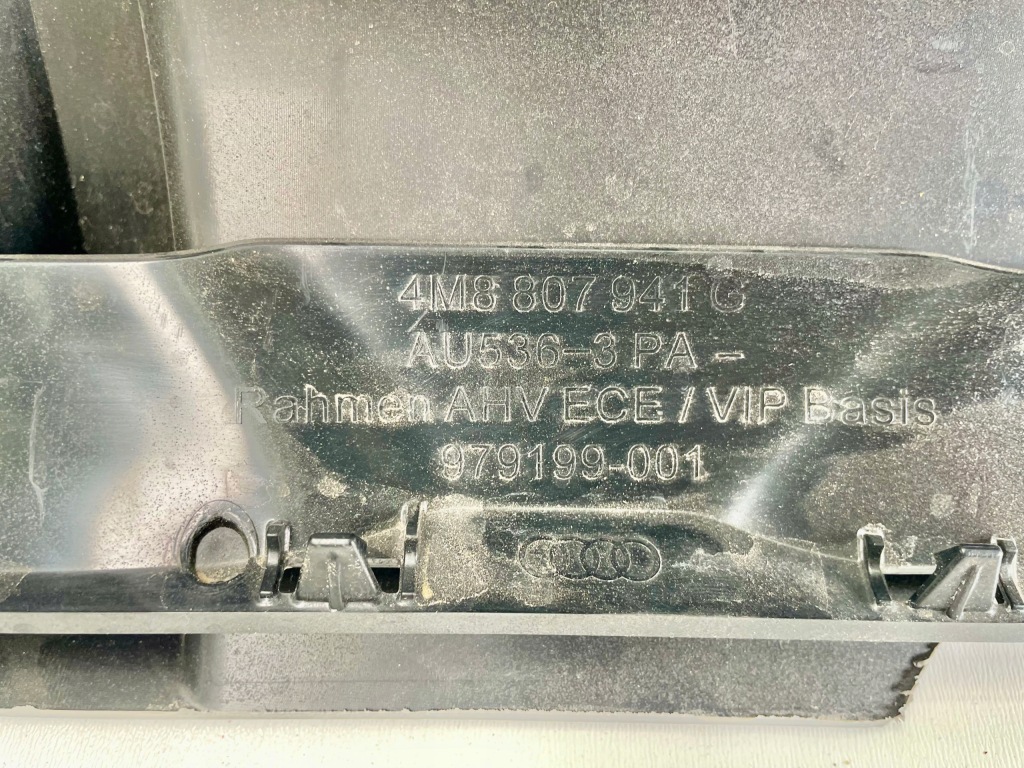 4M8 807 941 C
AU536-3 PA -
Rahmen AHV ECE / VIP Basis
979199-001